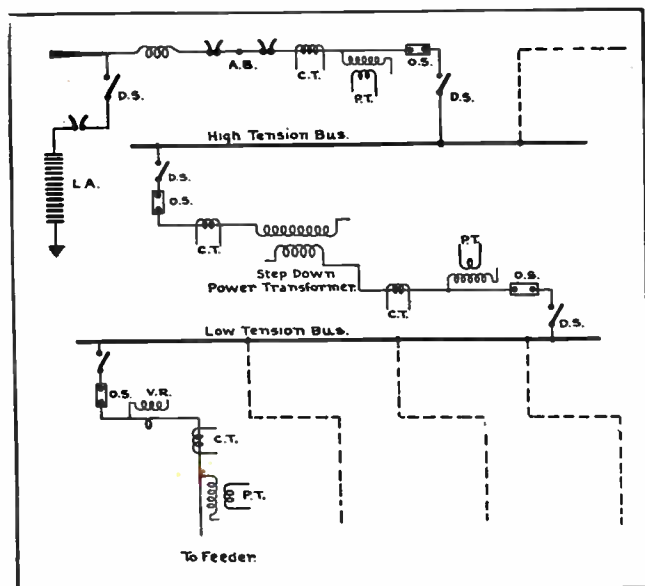 A.B.
C.T.
P.T.
O.S.
D.S.
D.S.
High Tension Bus.
L.A.
D.S.
O.S.
C.T.
Step Down
Power Transformer.
P.T.
O.S.
C.T.
D.S.
Low Tension Bus.
O.S.
V.R.
C.T.
P.T.
To Feeder.